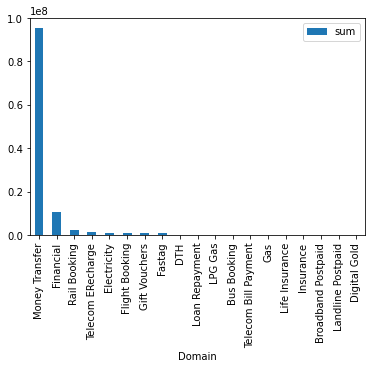 1e8
sum
1.0
0.8
0.6
0.4
0.2
0.0
Money Transfer
Financial
Rail Booking
Telecom ERecharge
Electricity
Flight Booking
Gift Vouchers
Fastag
DTH
Loan Repayment
LPG Gas
Bus Booking
Telecom Bill Payment
Gas
Life Insurance
Insurance
Broadband Postpaid
Landline Postpaid
Digital Gold
Domain